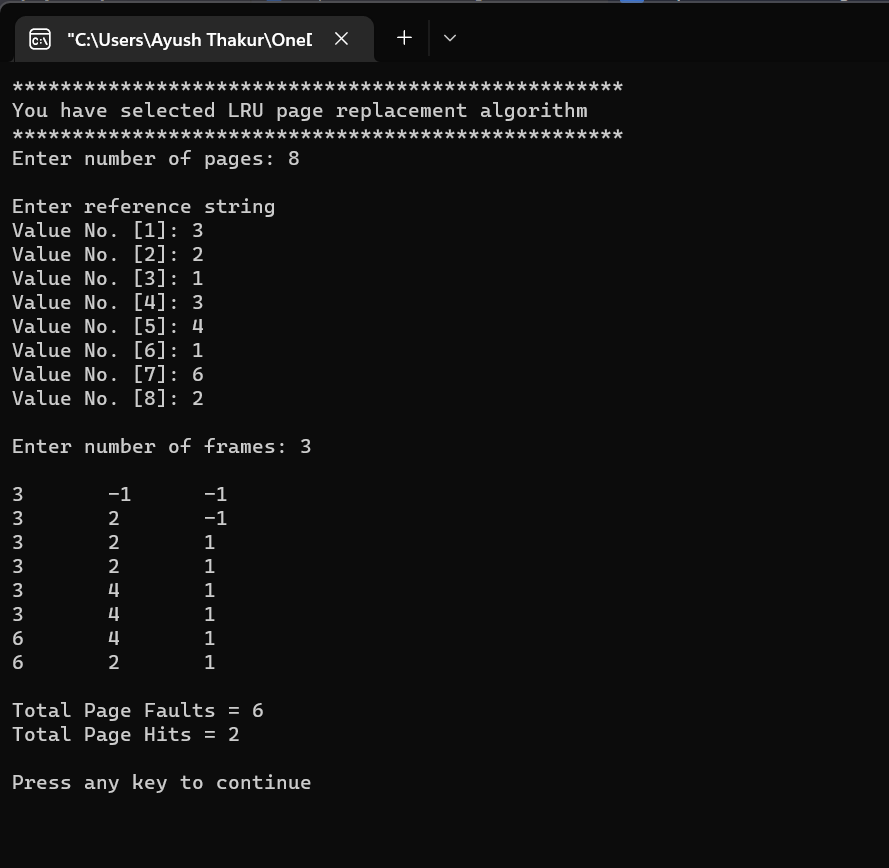 "C:\Users\Ayush Thakur\OneD
***************************************************
You have selected LRU page replacement algorithm
***************************************************
Enter number of pages: 8
Enter reference string
Value No. [1]: 3
Value No. [2]: 2
Value No. [3]: 1
Value No. [4]: 3
Value No. [5]: 4
Value No. [6]: 1
Value No. [7]: 6
Value No. [8]: 2
Enter number of frames: 3
3 -1 -1
3 2 -1
3 2 1
3 2 1
3 4 1
3 4 1
6 4 1
6 2 1
Total Page Faults = 6
Total Page Hits = 2
Press any key to continue